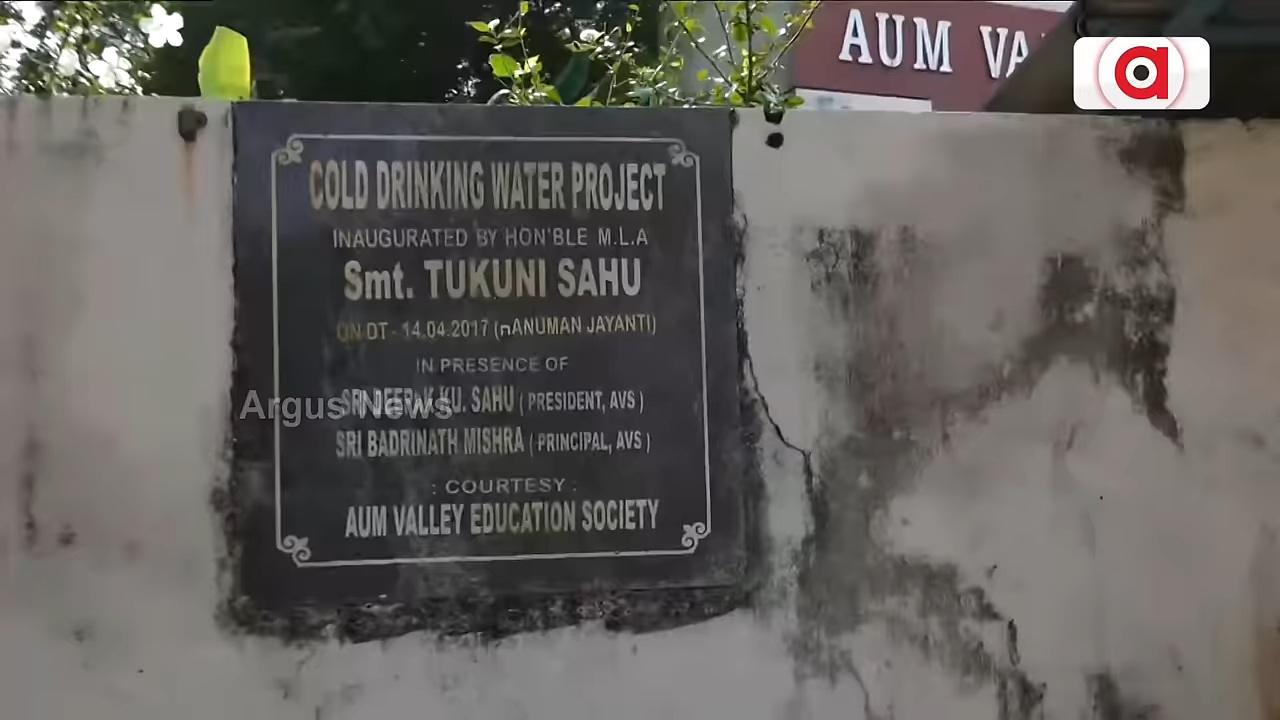 AUM VA
a
COLD DRINKING WATER PROJECT
INAUGURATED BY HON'BLE M.L.A
Smt. TUKUNI SAHU
ON DT - 14.04.2017 (HANUMAN JAYANTI)
IN PRESENCE OF
SRI DEEPAK KU. SAHU ( PRESIDENT, AVS )
Argus News
SRI BADRINATH MISHRA ( PRINCIPAL, AVS )
: COURTESY :
AUM VALLEY EDUCATION SOCIETY